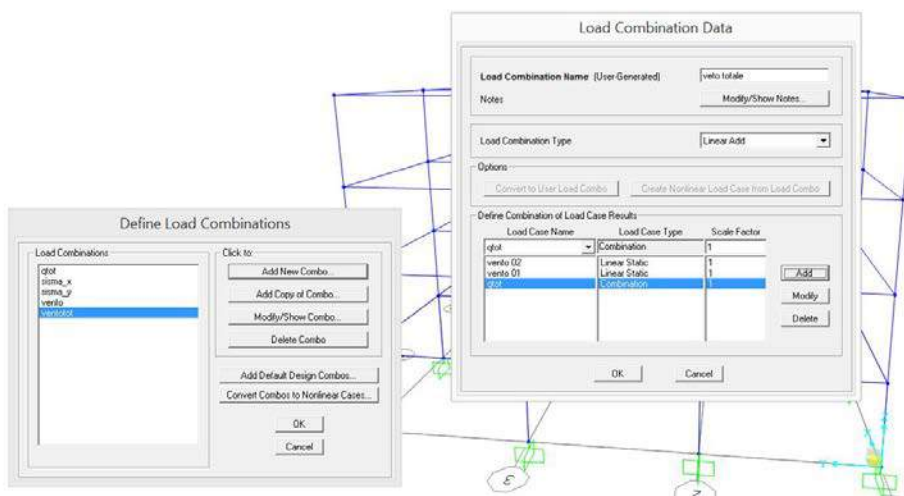 Load Combination Data
Load Combination Name (User-Generated)
veto totale
Notes
Modify/Show Notes...
Load Combination Type
Linear Add
Options
Convert to User Load Combo
Create Nonlinear Load Case from Load Combo
Define Combination of Load Case Results
Load Case Name
Load Case Type
Scale Factor
qtot
Combination
1
vento 02
Linear Static
1
vento 01
Linear Static
1
qtot
Combination
1
Add
Modify
Delete
OK
Cancel
Define Load Combinations
Load Combinations
qtot
sisma_x
sisma_y
vento
ventotot
Click to:
Add New Combo...
Add Copy of Combo...
Modify/Show Combo...
Delete Combo
Add Default Design Combos...
Convert Combos to Nonlinear Cases...
OK
Cancel
3
2